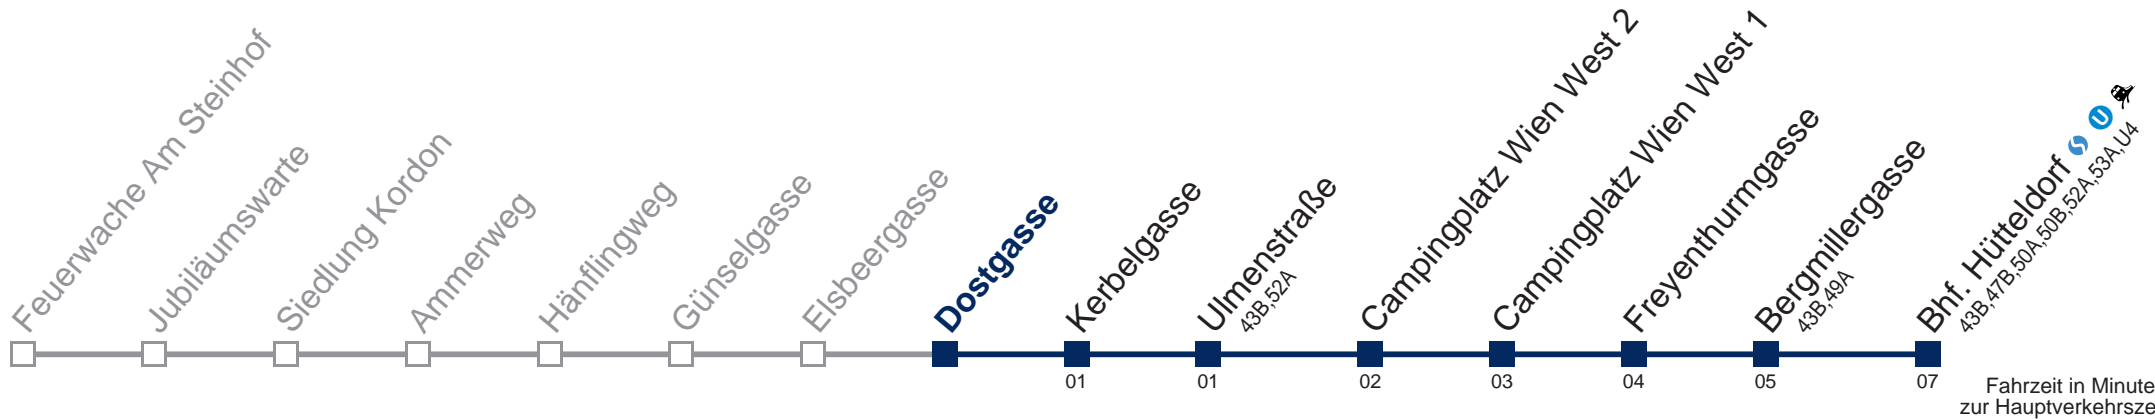 Feuerwache Am Steinhof
Jubiläumswarte
Siedlung Kordon
Ammerweg
Hänflingweg
Günselgasse
Elsbeergasse
Dostgasse
Kerbelgasse
Ulmenstraße
43B,52A
Campingplatz Wien West 2
Campingplatz Wien West 1
Freyenthurmgasse
Bergmillergasse
43B,49A
Bhf. Hütteldorf S U
43B,47B,50A,50B,52A,53A,U4
01 01 02 03 04 05 07
Fahrzeit in Minute
zur Hauptverkehrsze